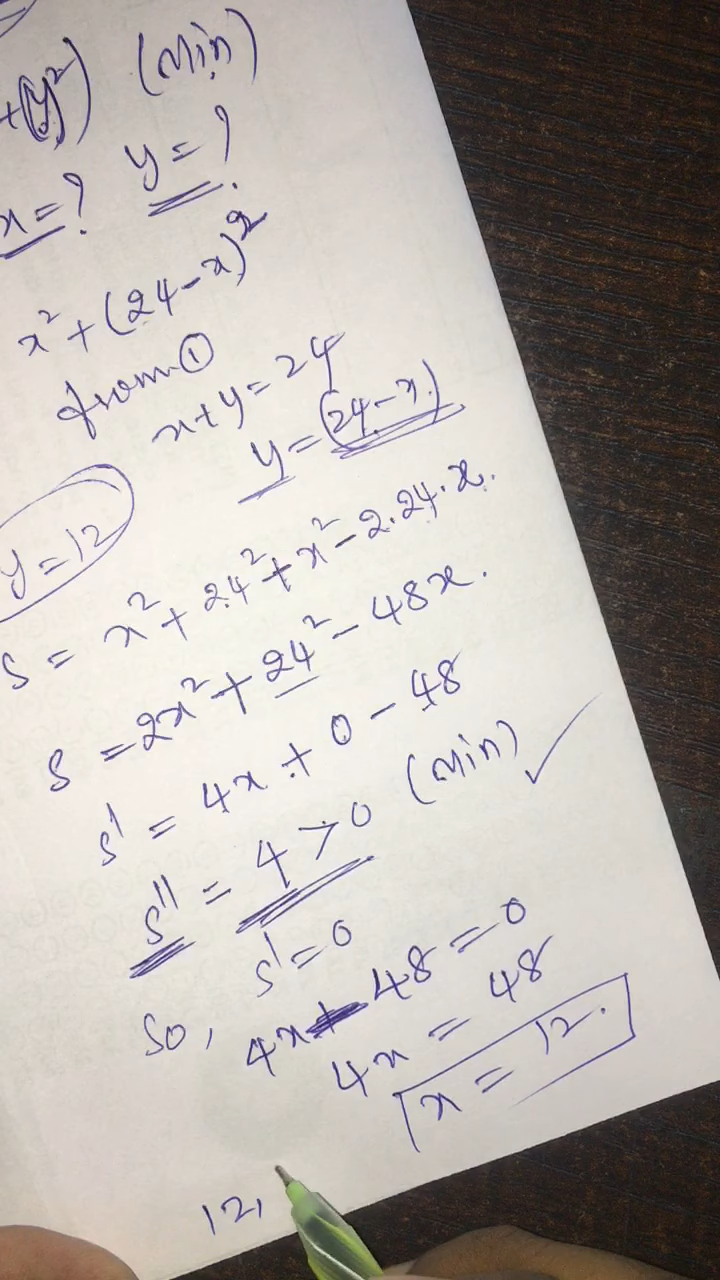 +(y²) (Min)
x=? y=?
x²+(24-x)²
from ①
x+y=24
y=(24-x)
y=12
S = x²+24²+x²-2.24.x.
S = 2x²+24²-48x.
s' = 4x+0-48
s'' = 4>0 (Min) ✓
s'=0
So, 4x-48=0
4x = 48
x = 12.
12,